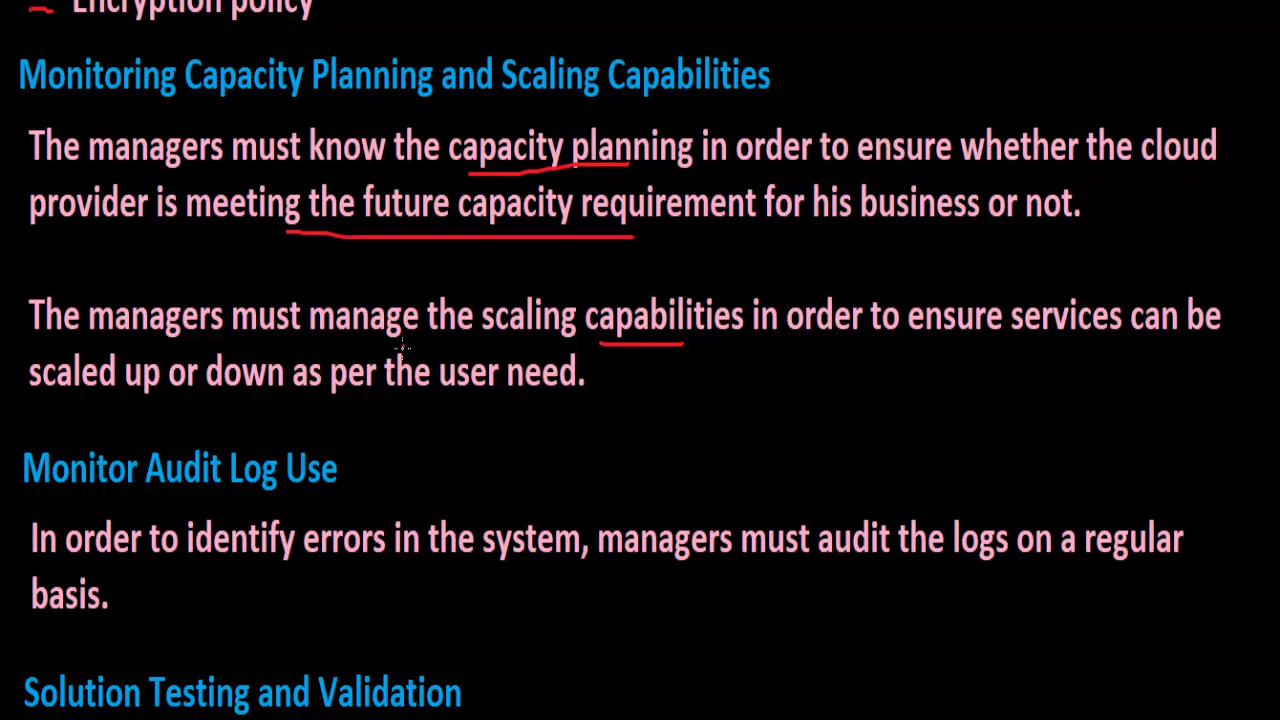 Encryption policy
Monitoring Capacity Planning and Scaling Capabilities
The managers must know the capacity planning in order to ensure whether the cloud
provider is meeting the future capacity requirement for his business or not.
The managers must manage the scaling capabilities in order to ensure services can be
scaled up or down as per the user need.
Monitor Audit Log Use
In order to identify errors in the system, managers must audit the logs on a regular
basis.
Solution Testing and Validation